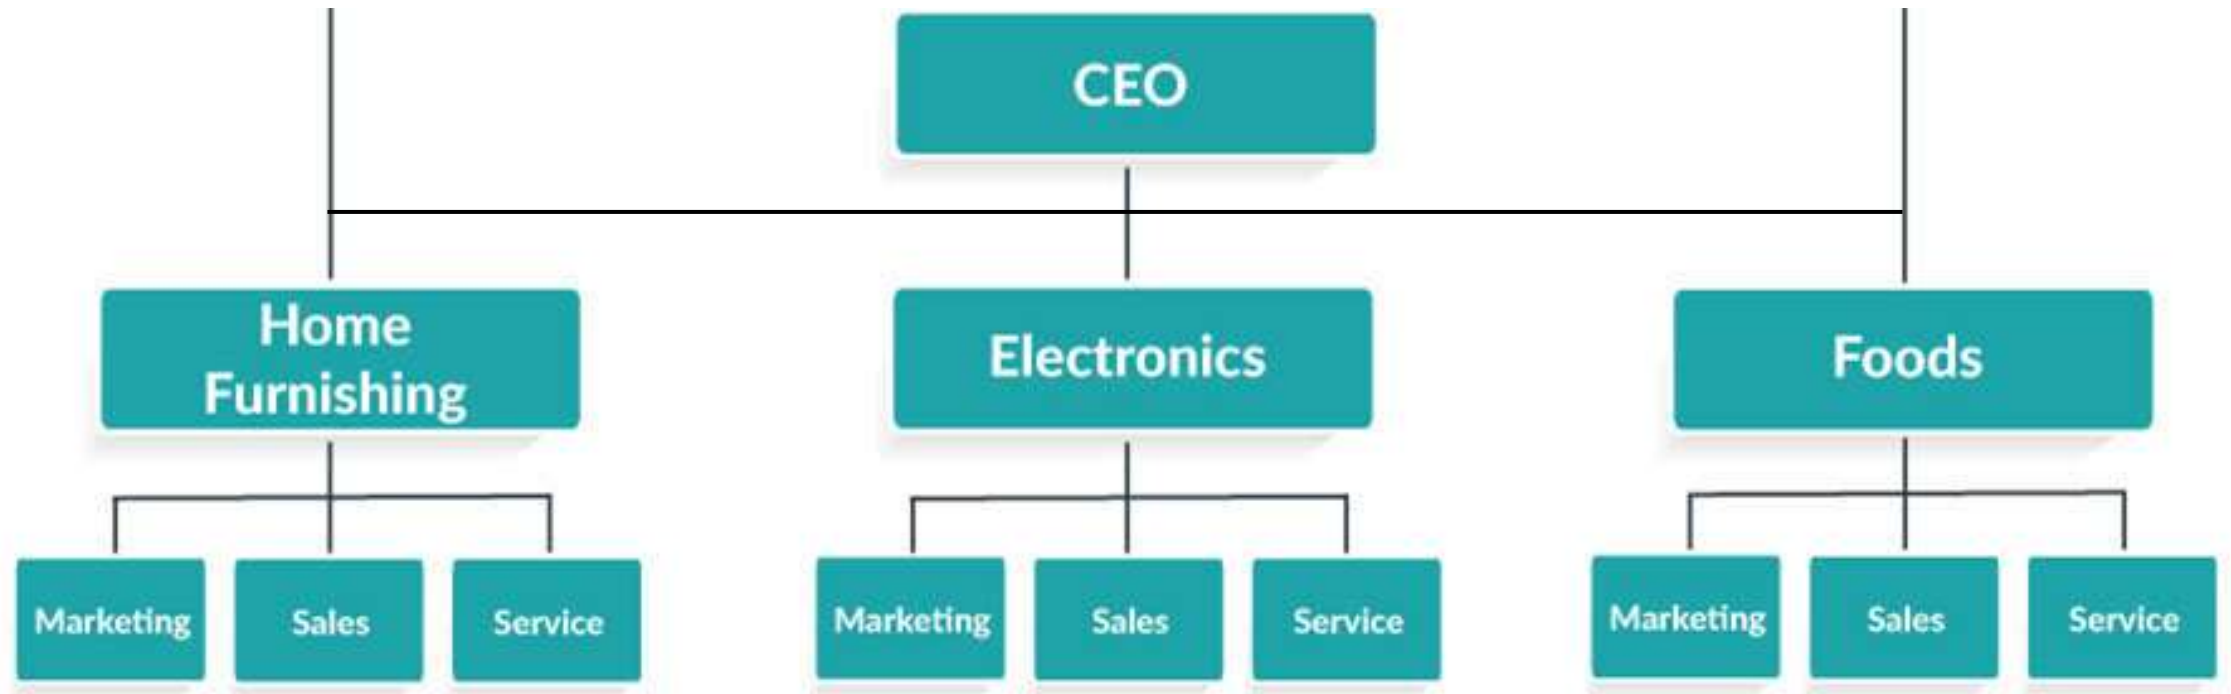 CEO
Home
Furnishing
Electronics
Foods
Marketing
Sales
Service
Marketing
Sales
Service
Marketing
Sales
Service